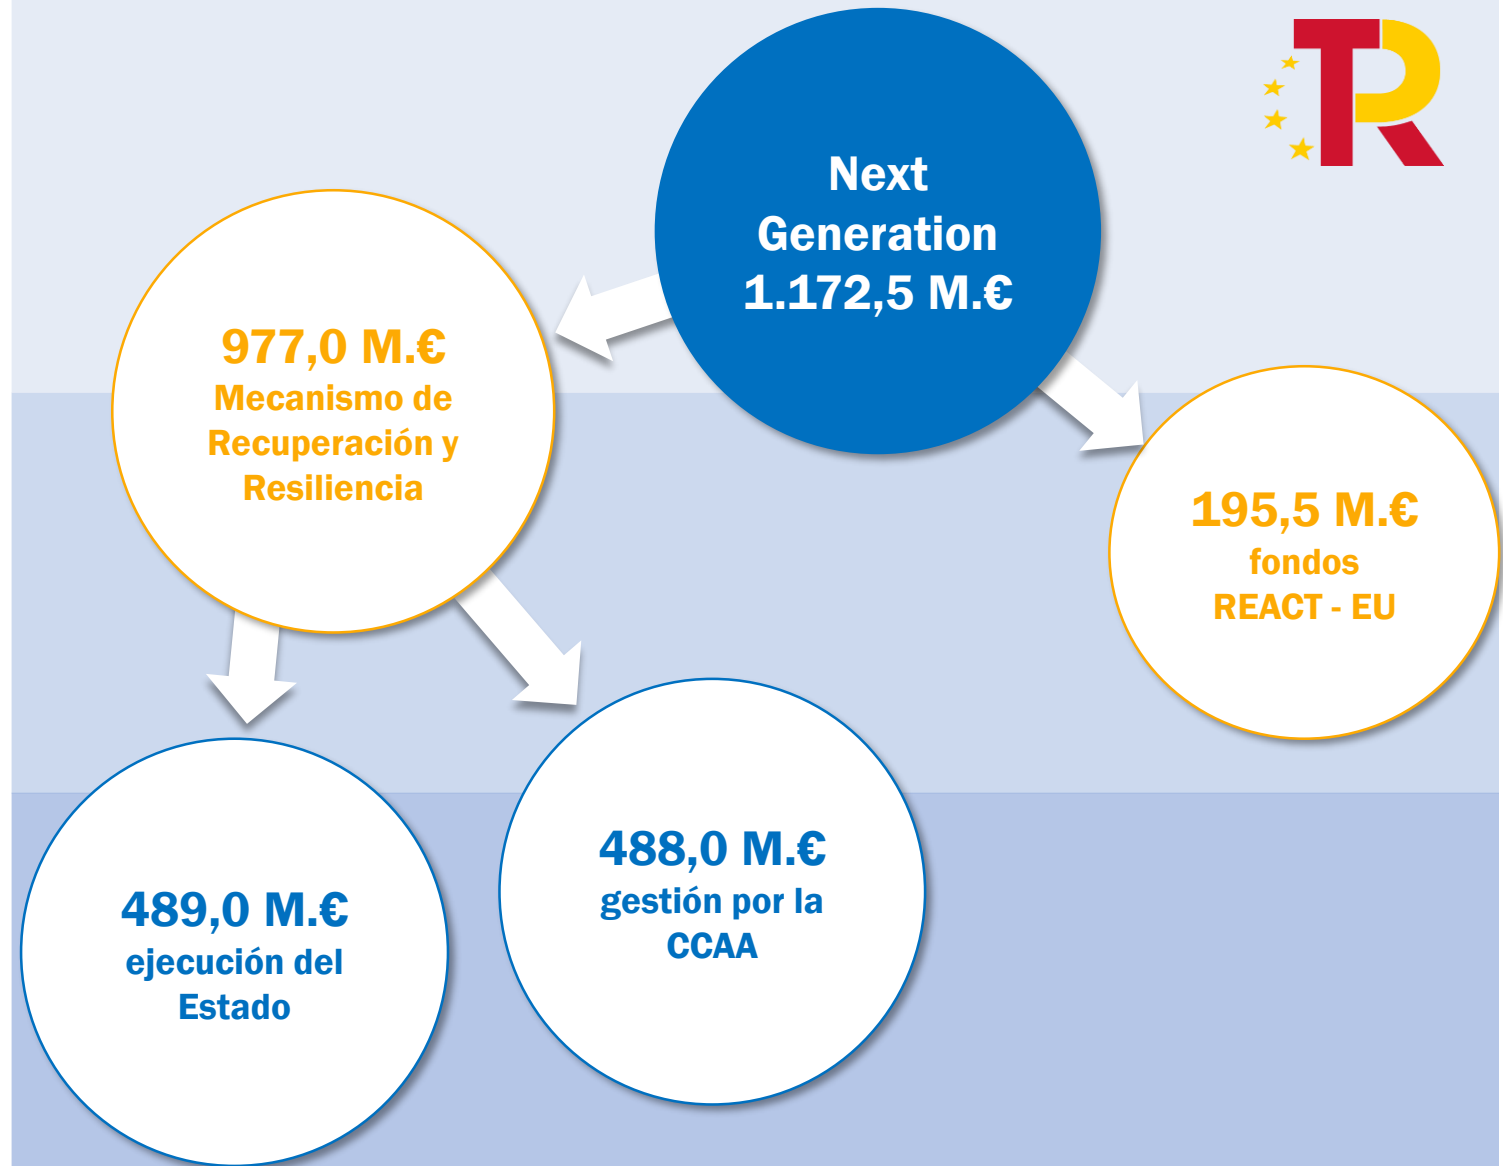 Next
Generation
1.172,5 M.€
977,0 M.€
Mecanismo de
Recuperación y
Resiliencia
195,5 M.€
fondos
REACT - EU
489,0 M.€
ejecución del
Estado
488,0 M.€
gestión por la
CCAA
TR